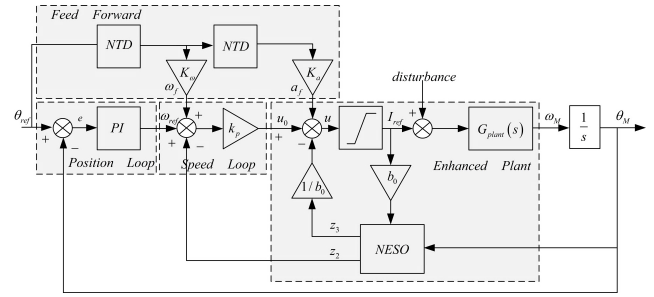 Feed Forward
NTD
NTD
K_ω
K_a
ω_f
a_f
disturbance
θ_ref
e
PI
ω_ref
k_p
u_0
u
I_ref
G_plant(s)
ω_M
1/s
θ_M
+
−
+
+
−
+
−
+
Position Loop
Speed Loop
Enhanced Plant
1/b_0
b_0
z_3
z_2
NESO